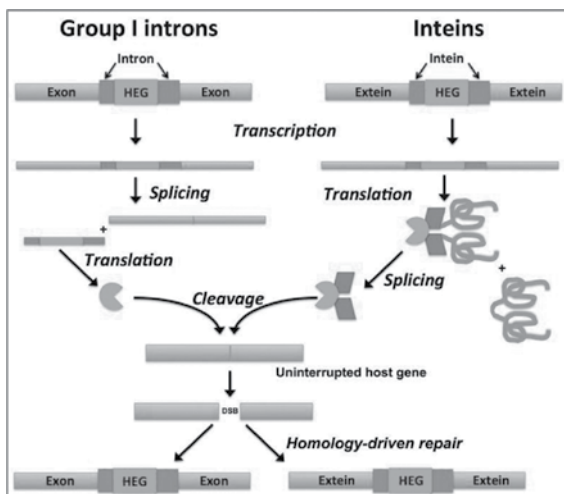 Group I introns Inteins
Intron Intein
Exon HEG Exon Extein HEG Extein
Transcription
Splicing Translation
+
+
Translation Splicing
Cleavage
Uninterrupted host gene
DSB
Homology-driven repair
Exon HEG Exon Extein HEG Extein